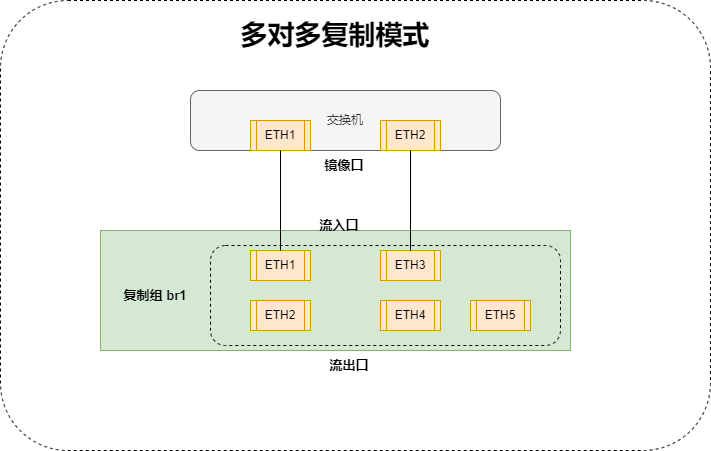 多对多复制模式
交换机
ETH1
ETH2
镜像口
流入口
ETH1
ETH3
复制组 br1
ETH2
ETH4
ETH5
流出口